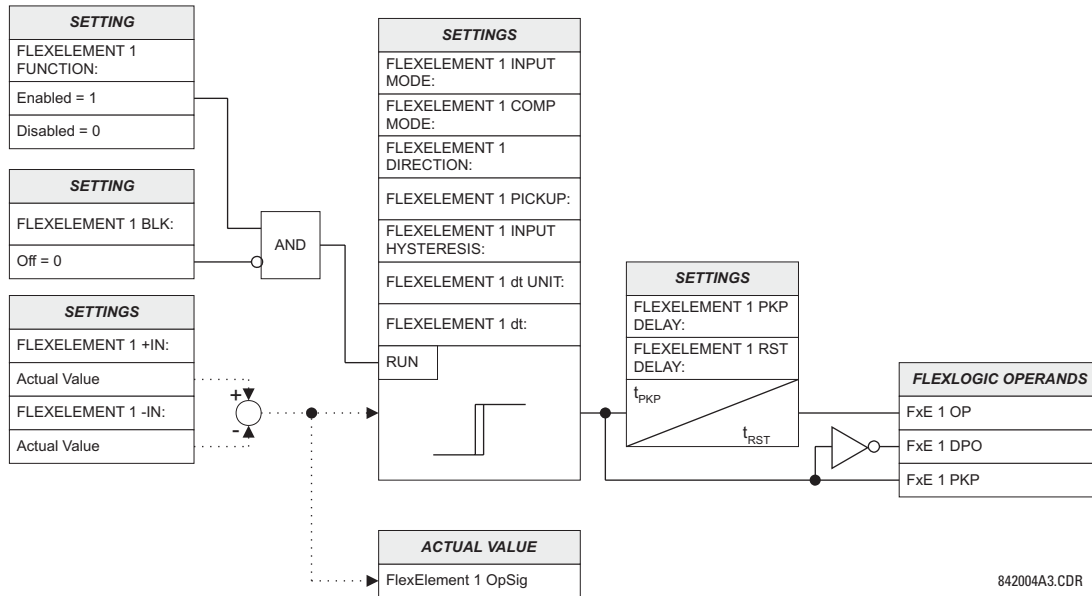 SETTING
FLEXELEMENT 1
FUNCTION:
Enabled = 1
Disabled = 0
SETTING
FLEXELEMENT 1 BLK:
Off = 0
SETTINGS
FLEXELEMENT 1 +IN:
Actual Value
FLEXELEMENT 1 -IN:
Actual Value
+
-
AND
SETTINGS
FLEXELEMENT 1 INPUT
MODE:
FLEXELEMENT 1 COMP
MODE:
FLEXELEMENT 1
DIRECTION:
FLEXELEMENT 1 PICKUP:
FLEXELEMENT 1 INPUT
HYSTERESIS:
FLEXELEMENT 1 dt UNIT:
FLEXELEMENT 1 dt:
RUN
SETTINGS
FLEXELEMENT 1 PKP
DELAY:
FLEXELEMENT 1 RST
DELAY:
tPKP
tRST
FLEXLOGIC OPERANDS
FxE 1 OP
FxE 1 DPO
FxE 1 PKP
ACTUAL VALUE
FlexElement 1 OpSig
842004A3.CDR